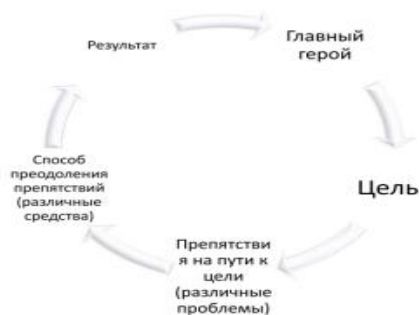 Результат
Главный
герой
Цель
Препятстви
я на пути к
цели
(различные
проблемы)
Способ
преодоления
препятствий
(различные
средства)